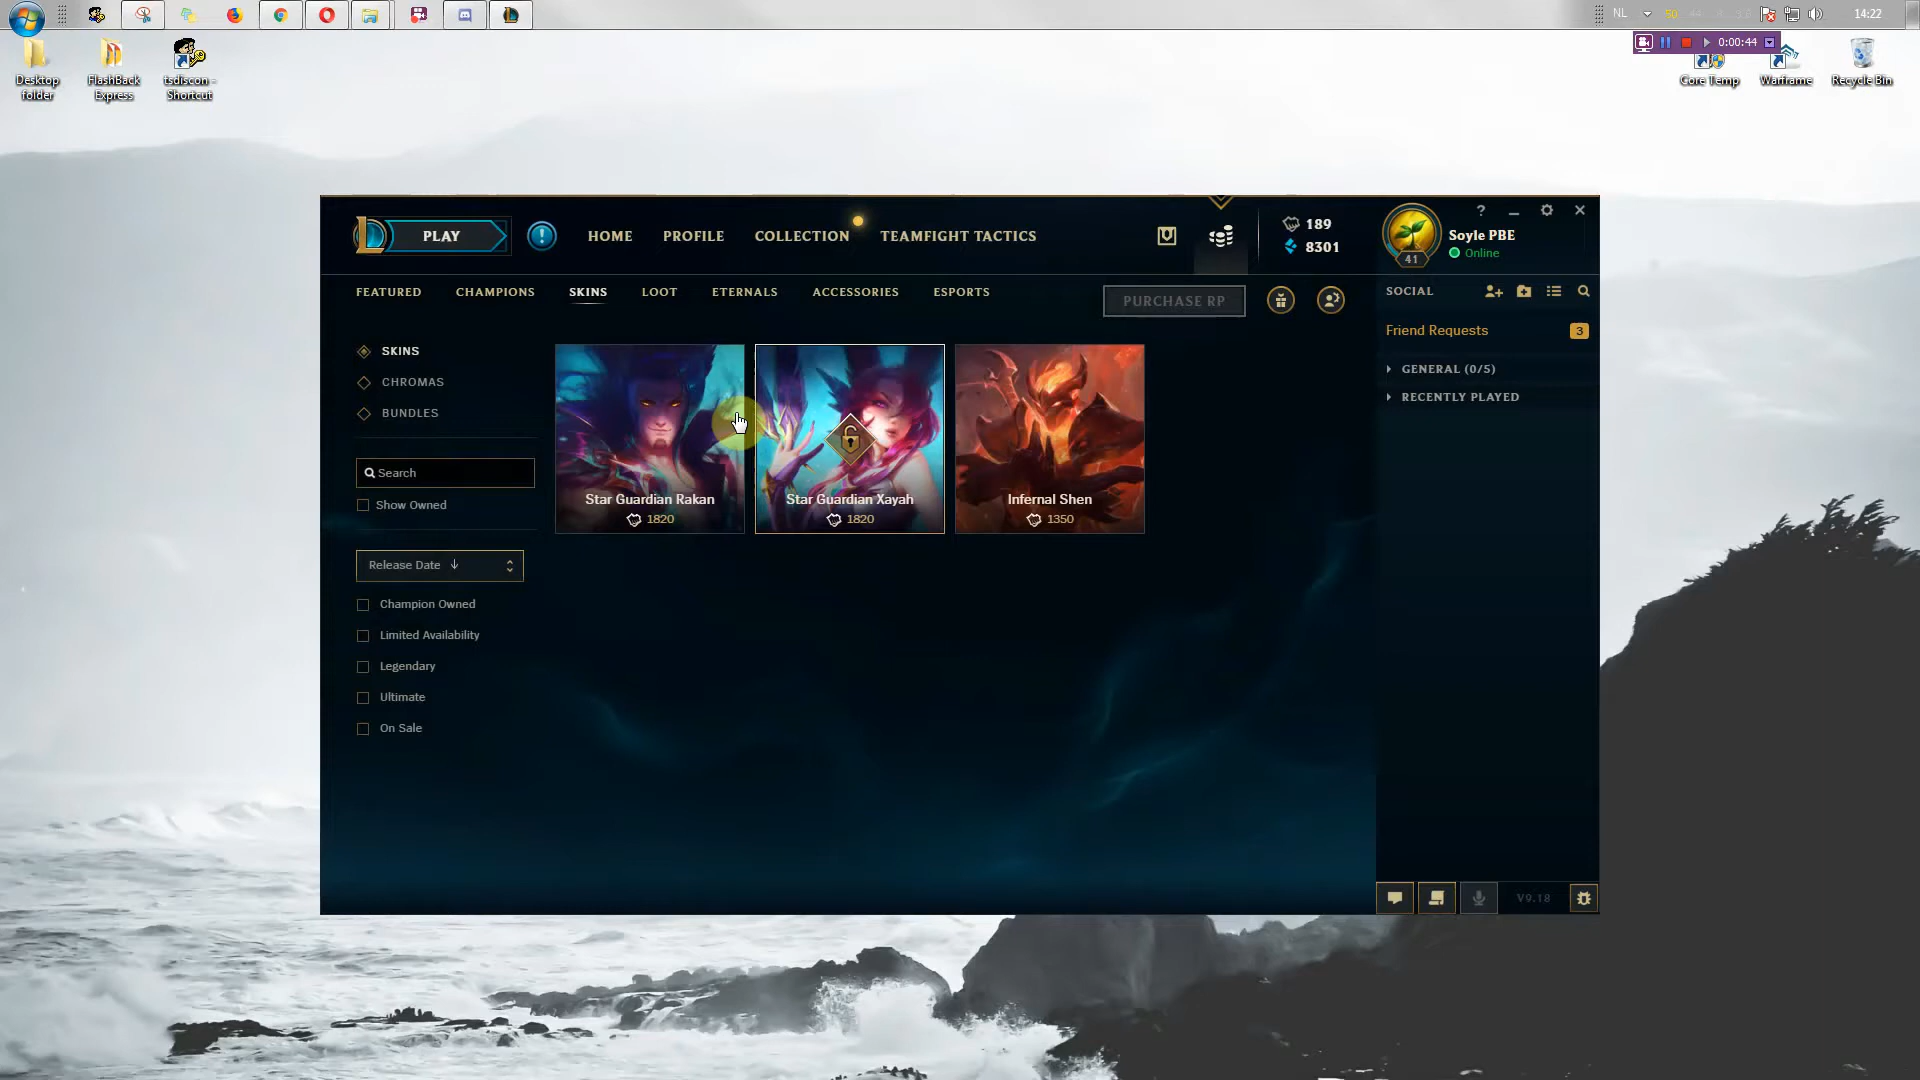 NL
14:22
0:00:44
Desktop folder
FlashBack Express
tsdiscon - Shortcut
Core Temp
Warframe
Recycle Bin
PLAY
HOME
PROFILE
COLLECTION
TEAMFIGHT TACTICS
189
8301
41
Soyle PBE
Online
FEATURED
CHAMPIONS
SKINS
LOOT
ETERNALS
ACCESSORIES
ESPORTS
PURCHASE RP
SOCIAL
Friend Requests
3
GENERAL (0/5)
RECENTLY PLAYED
SKINS
CHROMAS
BUNDLES
Search
Show Owned
Release Date
Champion Owned
Limited Availability
Legendary
Ultimate
On Sale
Star Guardian Rakan
1820
Star Guardian Xayah
1820
Infernal Shen
1350
V9.18